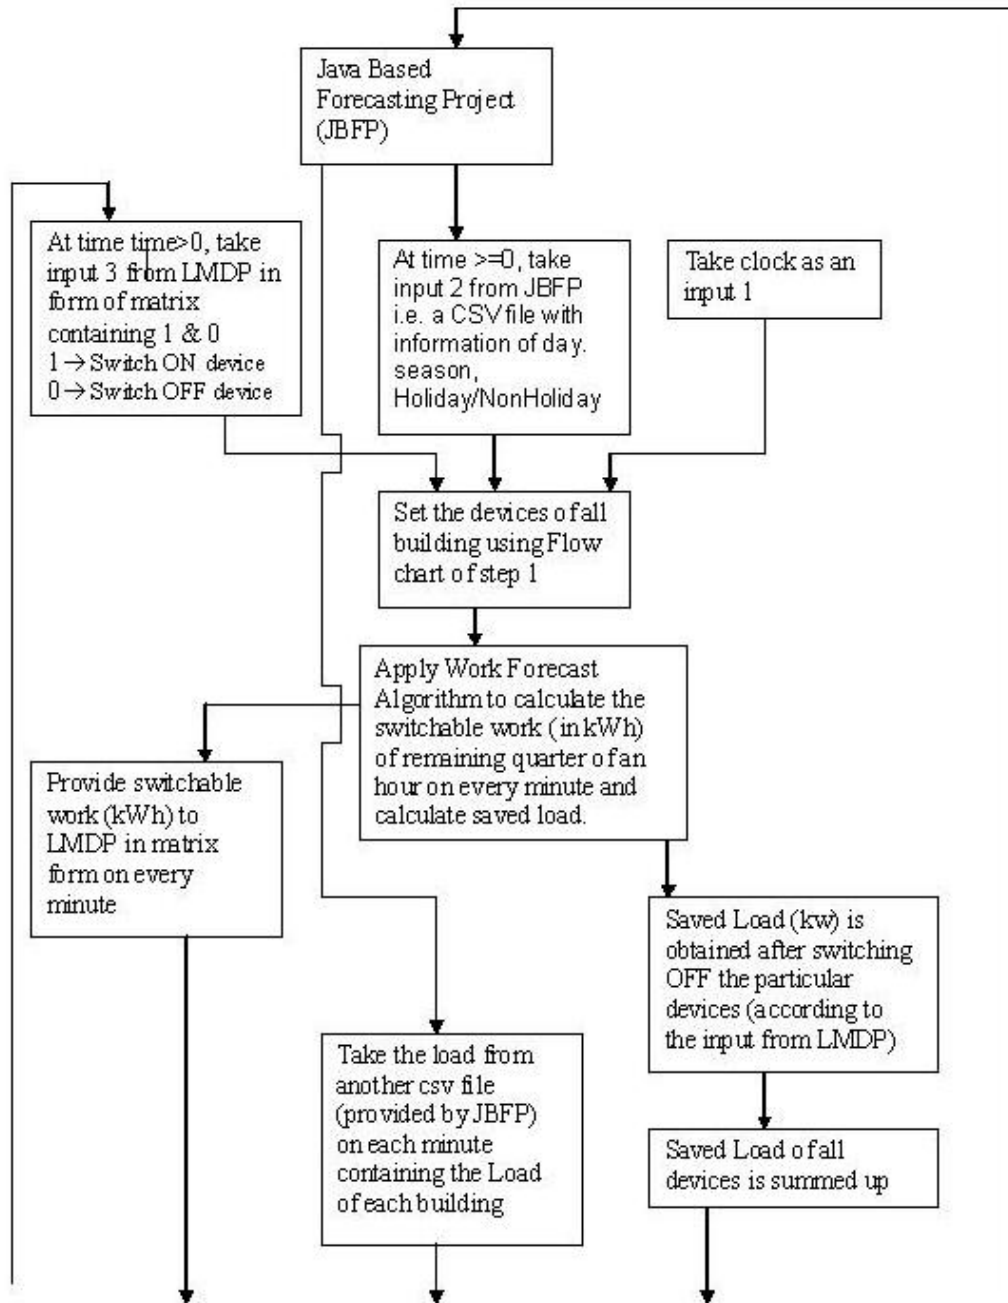 Java Based
Forecasting Project
(JBFP)
At time time>0, take
input 3 from LMDP in
form of matrix
containing 1 & 0
1 → Switch ON device
0 → Switch OFF device
At time >=0, take
input 2 from JBFP
i.e. a CSV file with
information of day.
season,
Holiday/NonHoliday
Take clock as an
input 1
Set the devices of all
building using Flow
chart of step 1
Apply Work Forecast
Algorithm to calculate the
switchable work (in kWh)
of remaining quarter of an
hour on every minute and
calculate saved load.
Provide switchable
work (kWh) to
LMDP in matrix
form on every
minute
Saved Load (kw) is
obtained after switching
OFF the particular
devices (according to
the input from LMDP)
Take the load from
another csv file
(provided by JBFP)
on each minute
containing the Load
of each building
Saved Load of all
devices is summed up